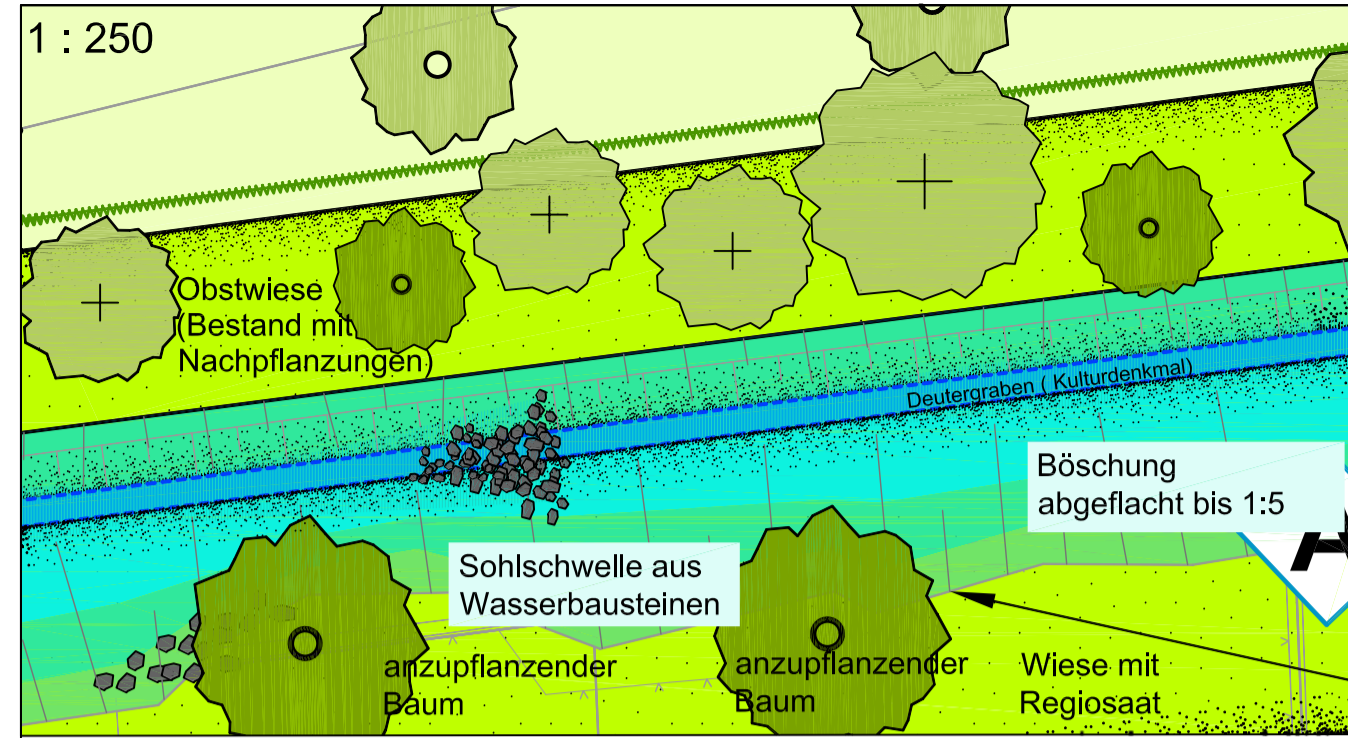 1 : 250
Obstwiese
(Bestand mit
Nachpflanzungen)
Deutergraben ( Kulturdenkmal)
Böschung
abgeflacht bis 1:5
A
Sohlschwelle aus
Wasserbausteinen
anzupflanzender
Baum
anzupflanzender
Baum
Wiese mit
Regiosaat